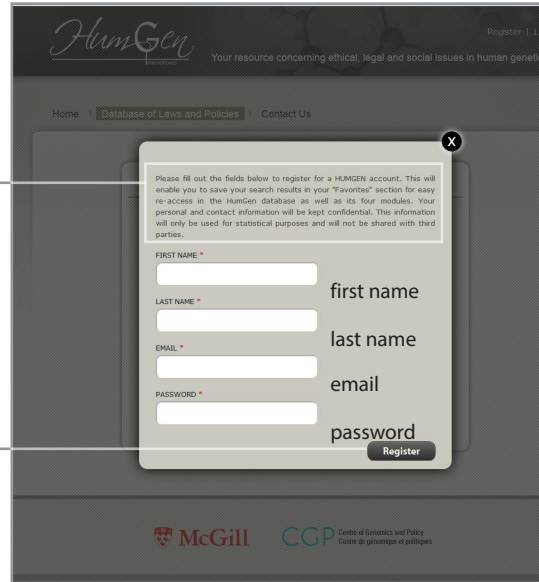 HumGen
International
Register | L
Your resource concerning ethical, legal and social issues in human geneti
Home | Database of Laws and Policies | Contact Us
X
Please fill out the fields below to register for a HUMGEN account. This will
enable you to save your search results in your "Favorites" section for easy
re-access in the HumGen database as well as its four modules. Your
personal and contact information will be kept confidential. This information
will only be used for statistical purposes and will not be shared with third
parties.
FIRST NAME *
first name
LAST NAME *
last name
EMAIL *
email
PASSWORD *
password
Register
McGill
CGP Centre of Genomics and Policy
Centre de génomique et politiques